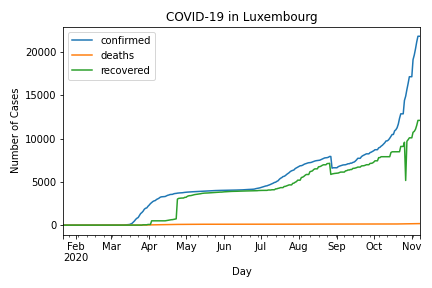 COVID-19 in Luxembourg
confirmed
deaths
recovered
Number of Cases
20000
15000
10000
5000
0
Feb Mar Apr May Jun Jul Aug Sep Oct Nov
2020
Day